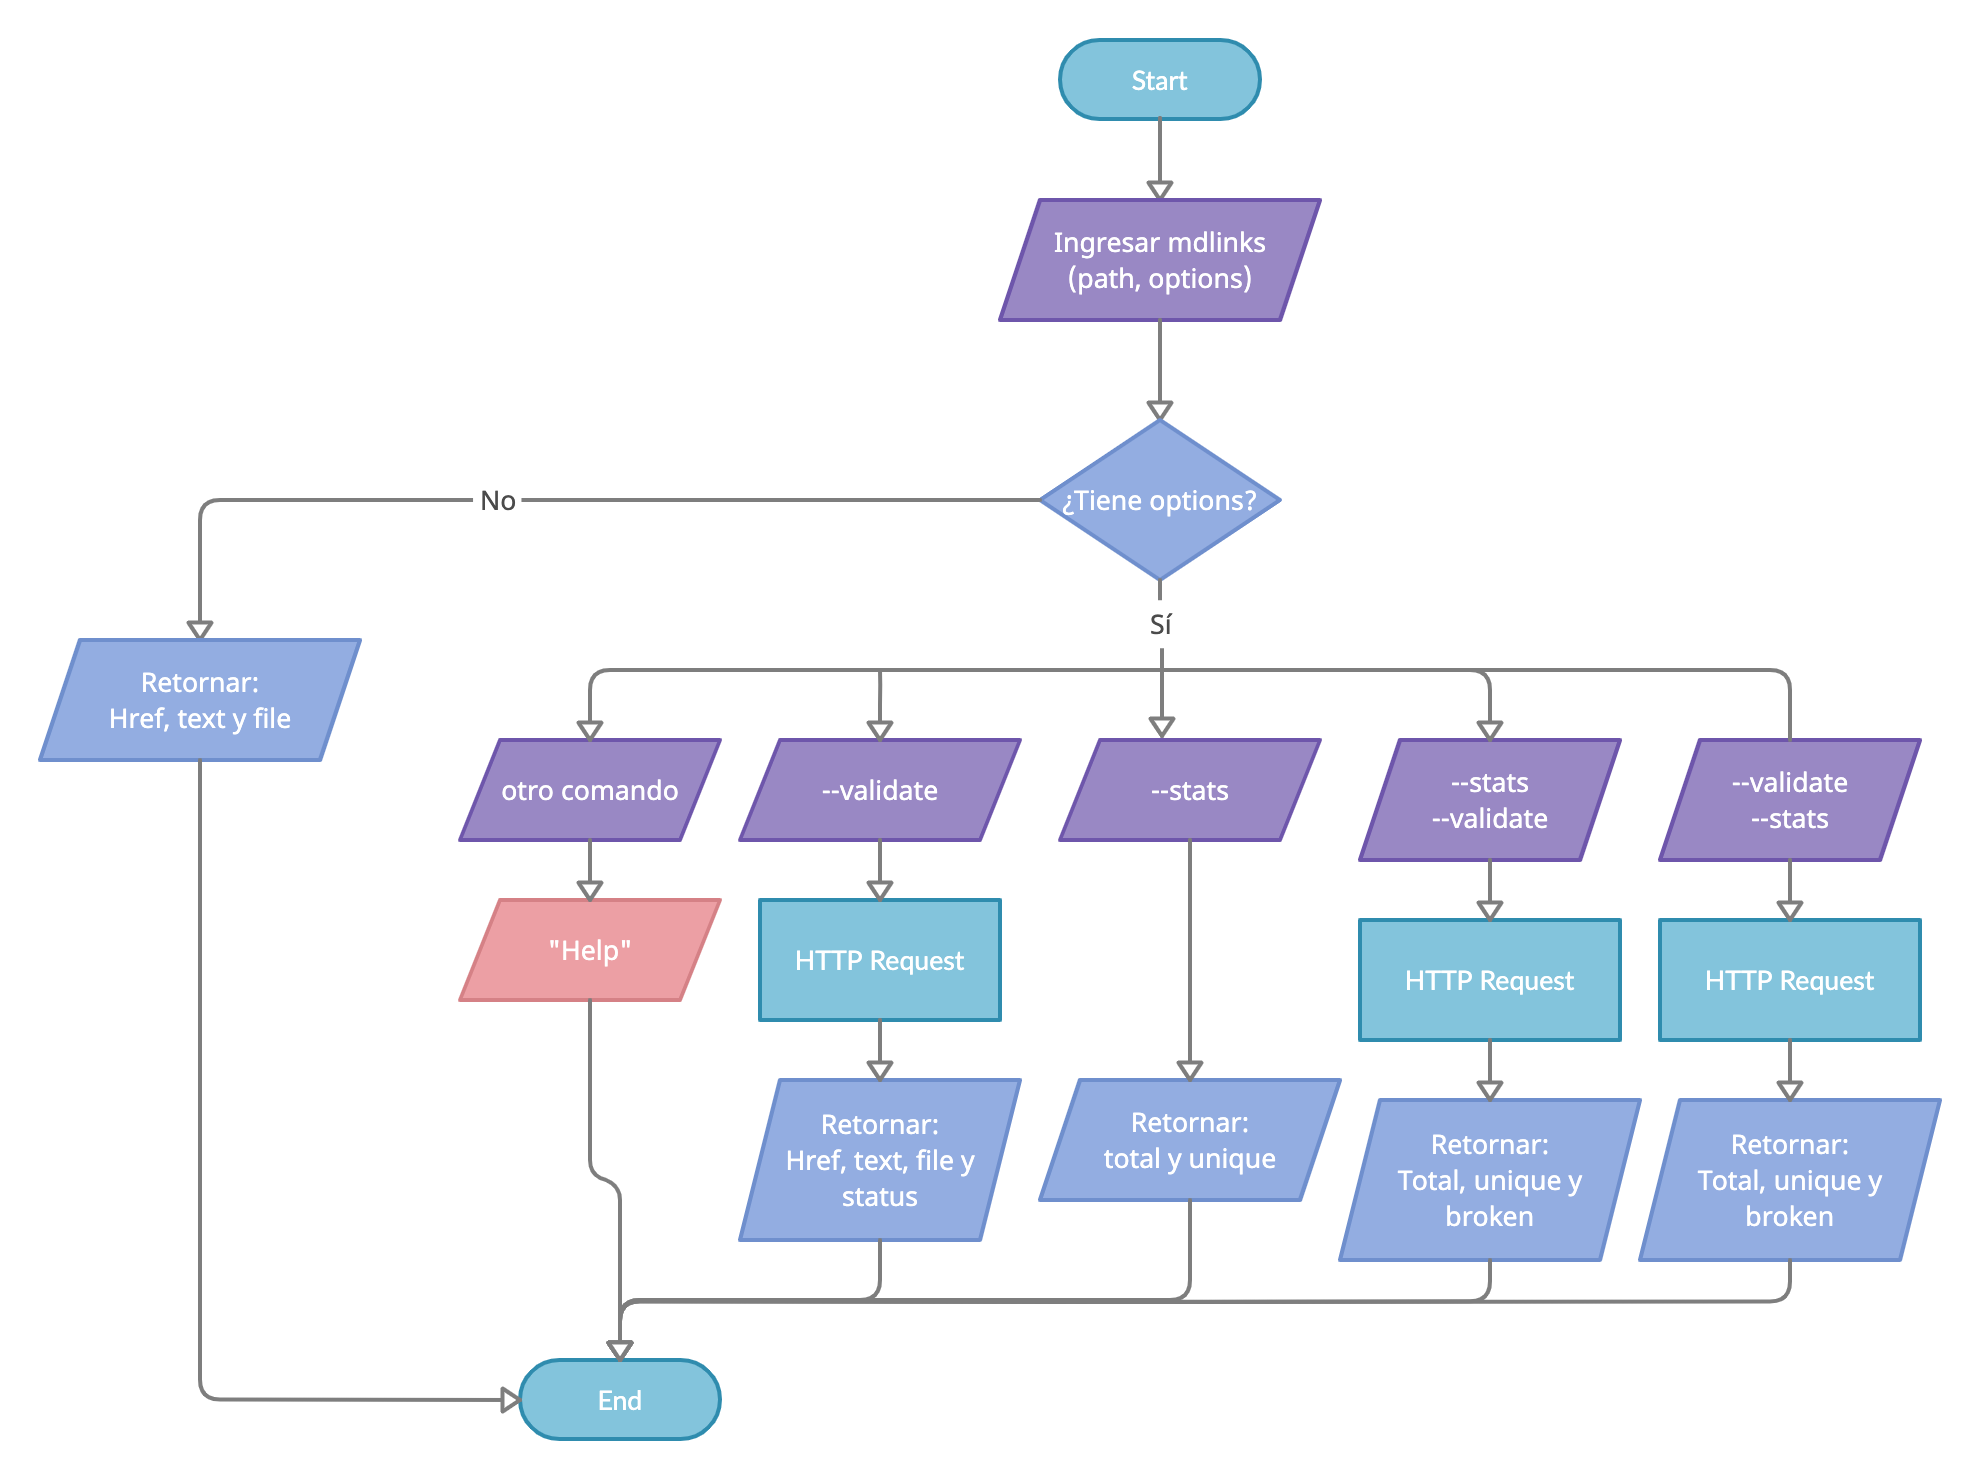 Start
Ingresar mdlinks
(path, options)
¿Tiene options?
No
Sí
Retornar:
Href, text y file
otro comando
--validate
--stats
--stats
--validate
--validate
--stats
"Help"
HTTP Request
HTTP Request
HTTP Request
Retornar:
Href, text, file y
status
Retornar:
total y unique
Retornar:
Total, unique y
broken
Retornar:
Total, unique y
broken
End